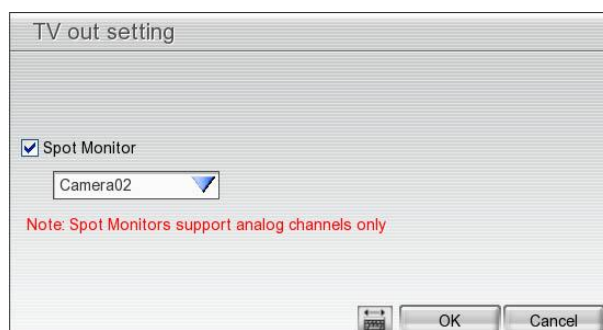 TV out setting
Spot Monitor
Camera02
Note: Spot Monitors support analog channels only
OK Cancel